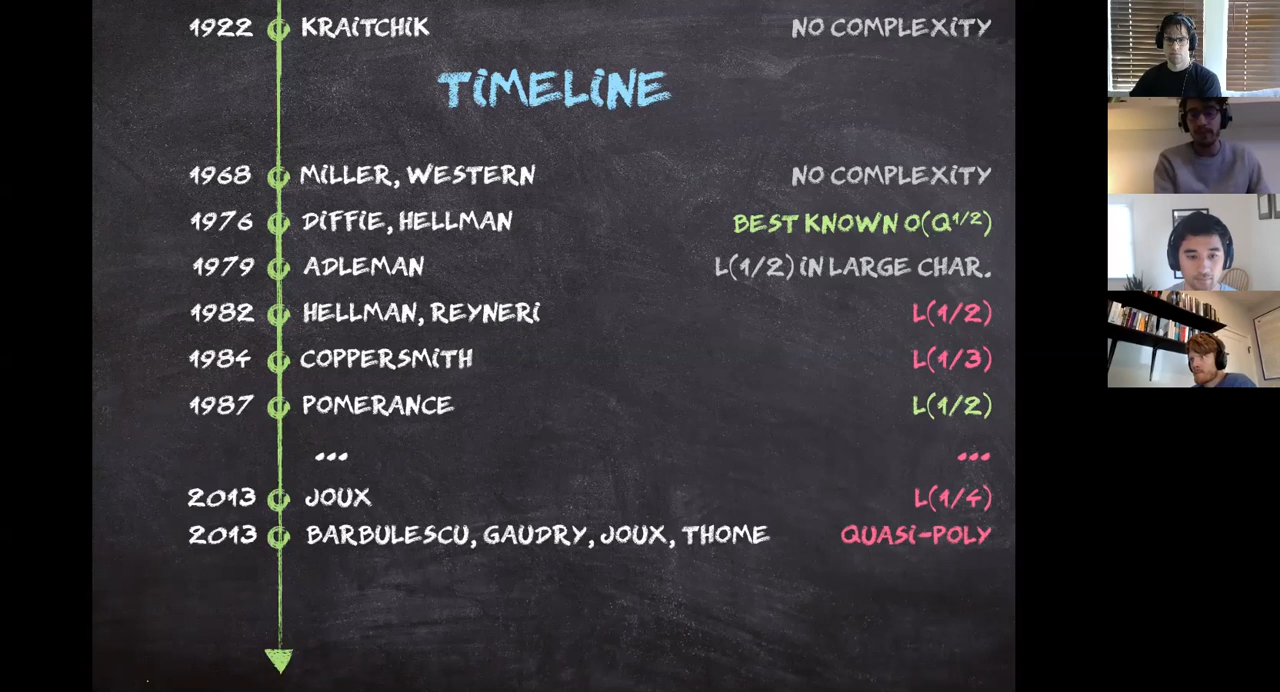 1922 KRAITCHIK NO COMPLEXITY
TIMELINE
1968 MILLER, WESTERN NO COMPLEXITY
1976 DIFFIE, HELLMAN BEST KNOWN O(Q^1/2)
1979 ADLEMAN L(1/2) IN LARGE CHAR.
1982 HELLMAN, REYNERI L(1/2)
1984 COPPERSMITH L(1/3)
1987 POMERANCE L(1/2)
... ...
2013 JOUX L(1/4)
2013 BARBULESCU, GAUDRY, JOUX, THOME QUASI-POLY